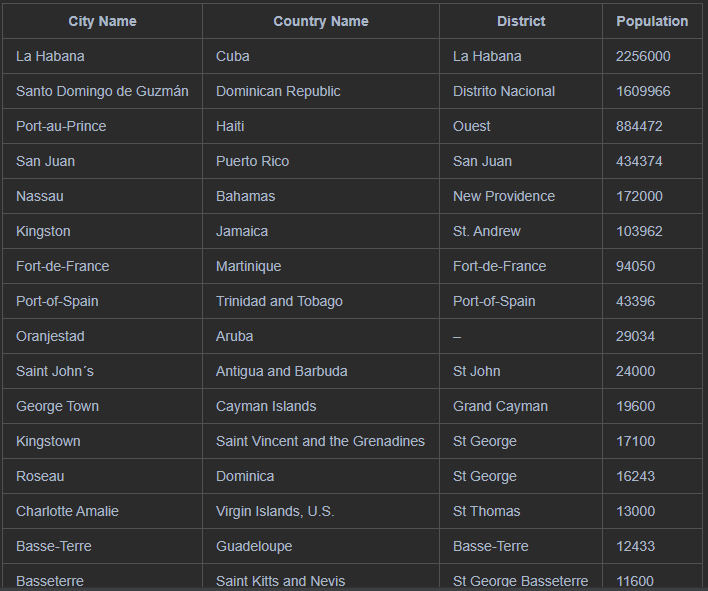 City Name Country Name District Population
La Habana Cuba La Habana 2256000
Santo Domingo de Guzmán Dominican Republic Distrito Nacional 1609966
Port-au-Prince Haiti Ouest 884472
San Juan Puerto Rico San Juan 434374
Nassau Bahamas New Providence 172000
Kingston Jamaica St. Andrew 103962
Fort-de-France Martinique Fort-de-France 94050
Port-of-Spain Trinidad and Tobago Port-of-Spain 43396
Oranjestad Aruba – 29034
Saint John´s Antigua and Barbuda St John 24000
George Town Cayman Islands Grand Cayman 19600
Kingstown Saint Vincent and the Grenadines St George 17100
Roseau Dominica St George 16243
Charlotte Amalie Virgin Islands, U.S. St Thomas 13000
Basse-Terre Guadeloupe Basse-Terre 12433
Basseterre Saint Kitts and Nevis St George Basseterre 11600